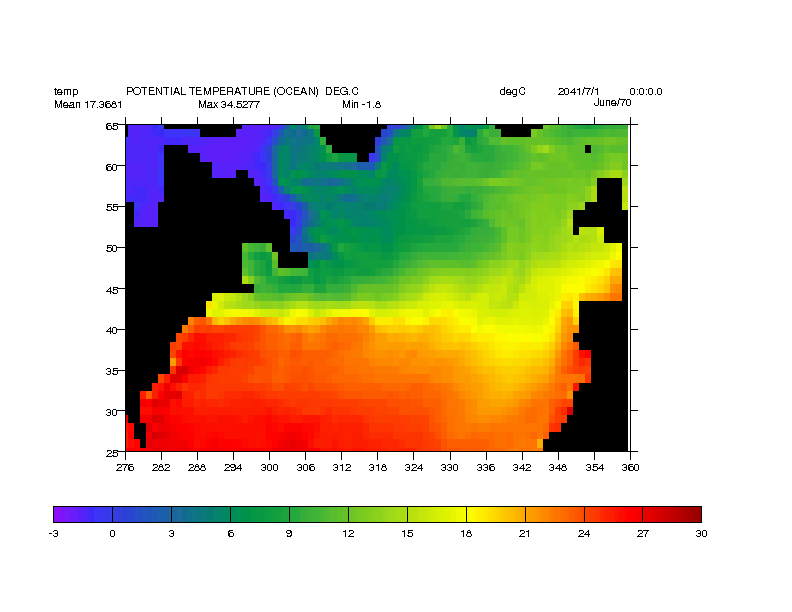 temp POTENTIAL TEMPERATURE (OCEAN) DEG.C degC 2041/7/1 0:0:0.0
Mean 17.3681 Max 34.5277 Min -1.8 June/70
65
60
55
50
45
40
35
30
25
276 282 288 294 300 306 312 318 324 330 336 342 348 354 360
-3 0 3 6 9 12 15 18 21 24 27 30